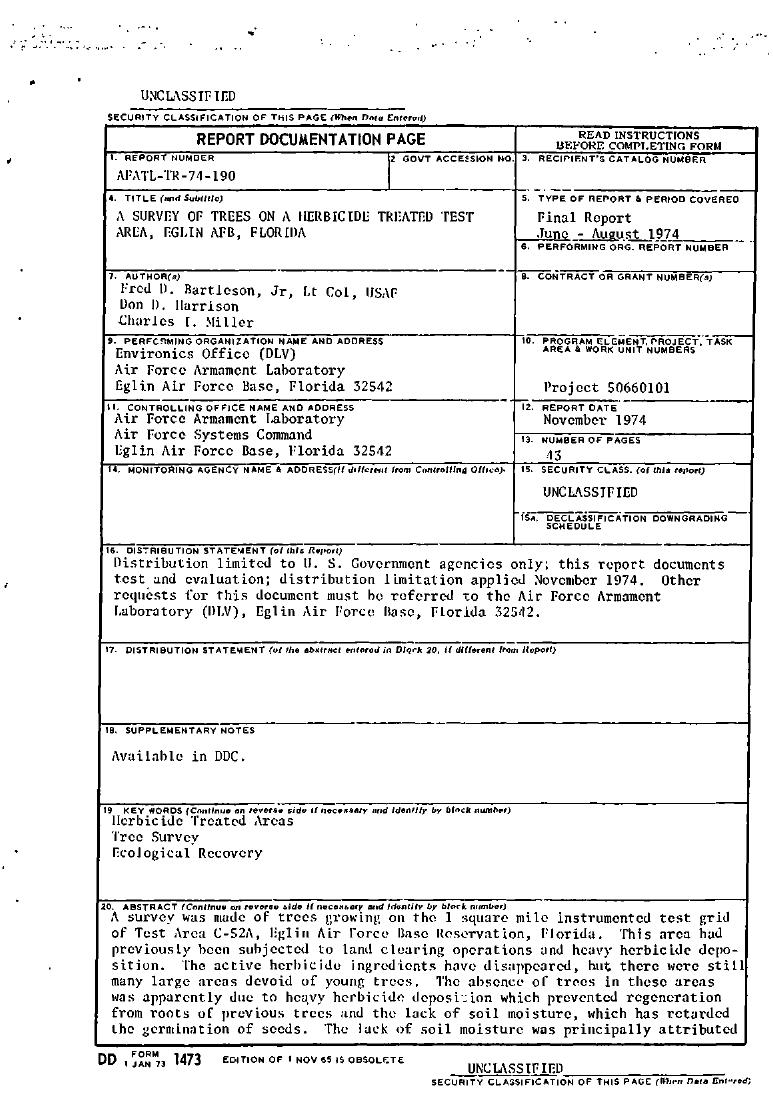 UNCLASSIFIED
SECURITY CLASSIFICATION OF THIS PAGE (When Data Entered)
REPORT DOCUMENTATION PAGE
READ INSTRUCTIONS
BEFORE COMPLETING FORM
1. REPORT NUMBER
AFATL-TR-74-190
2 GOVT ACCESSION NO.
3. RECIPIENT'S CATALOG NUMBER
4. TITLE (and Subtitle)
A SURVEY OF TREES ON A HERBICIDE TREATED TEST
AREA, EGLIN AFB, FLORIDA
5. TYPE OF REPORT & PERIOD COVERED
Final Report
June - August 1974
6. PERFORMING ORG. REPORT NUMBER
7. AUTHOR(s)
Fred D. Bartleson, Jr, Lt Col, USAF
Don D. Harrison
Charles I. Miller
8. CONTRACT OR GRANT NUMBER(s)
9. PERFORMING ORGANIZATION NAME AND ADDRESS
Environics Office (DLV)
Air Force Armament Laboratory
Eglin Air Force Base, Florida 32542
10. PROGRAM ELEMENT, PROJECT, TASK
AREA & WORK UNIT NUMBERS
Project 50660101
11. CONTROLLING OFFICE NAME AND ADDRESS
Air Force Armament Laboratory
Air Force Systems Command
Eglin Air Force Base, Florida 32542
12. REPORT DATE
November 1974
13. NUMBER OF PAGES
43
14. MONITORING AGENCY NAME & ADDRESS(if different from Controlling Office)
15. SECURITY CLASS. (of this report)
UNCLASSIFIED
15a. DECLASSIFICATION DOWNGRADING
SCHEDULE
16. DISTRIBUTION STATEMENT (of this Report)
Distribution limited to U. S. Government agencies only; this report documents
test and evaluation; distribution limitation applied November 1974. Other
requests for this document must be referred to the Air Force Armament
Laboratory (DLV), Eglin Air Force Base, Florida 32542.
17. DISTRIBUTION STATEMENT (of the abstract entered in Block 20, if different from Report)
18. SUPPLEMENTARY NOTES
Available in DDC.
19 KEY WORDS (Continue on reverse side if necessary and identify by block number)
Herbicide Treated Areas
Tree Survey
Ecological Recovery
20. ABSTRACT (Continue on reverse side if necessary and identify by block number)
A survey was made of trees growing on the 1 square mile instrumented test grid
of Test Area C-52A, Eglin Air Force Base Reservation, Florida. This area had
previously been subjected to land clearing operations and heavy herbicide depo-
sition. The active herbicide ingredients have disappeared, but there were still
many large areas devoid of young trees. The absence of trees in these areas
was apparently due to heavy herbicide deposition which prevented regeneration
from roots of previous trees and the lack of soil moisture, which has retarded
the germination of seeds. The lack of soil moisture was principally attributed
DD FORM 1 JAN 73 1473 EDITION OF 1 NOV 65 IS OBSOLETE
UNCLASSIFIED
SECURITY CLASSIFICATION OF THIS PAGE (When Data Entered)